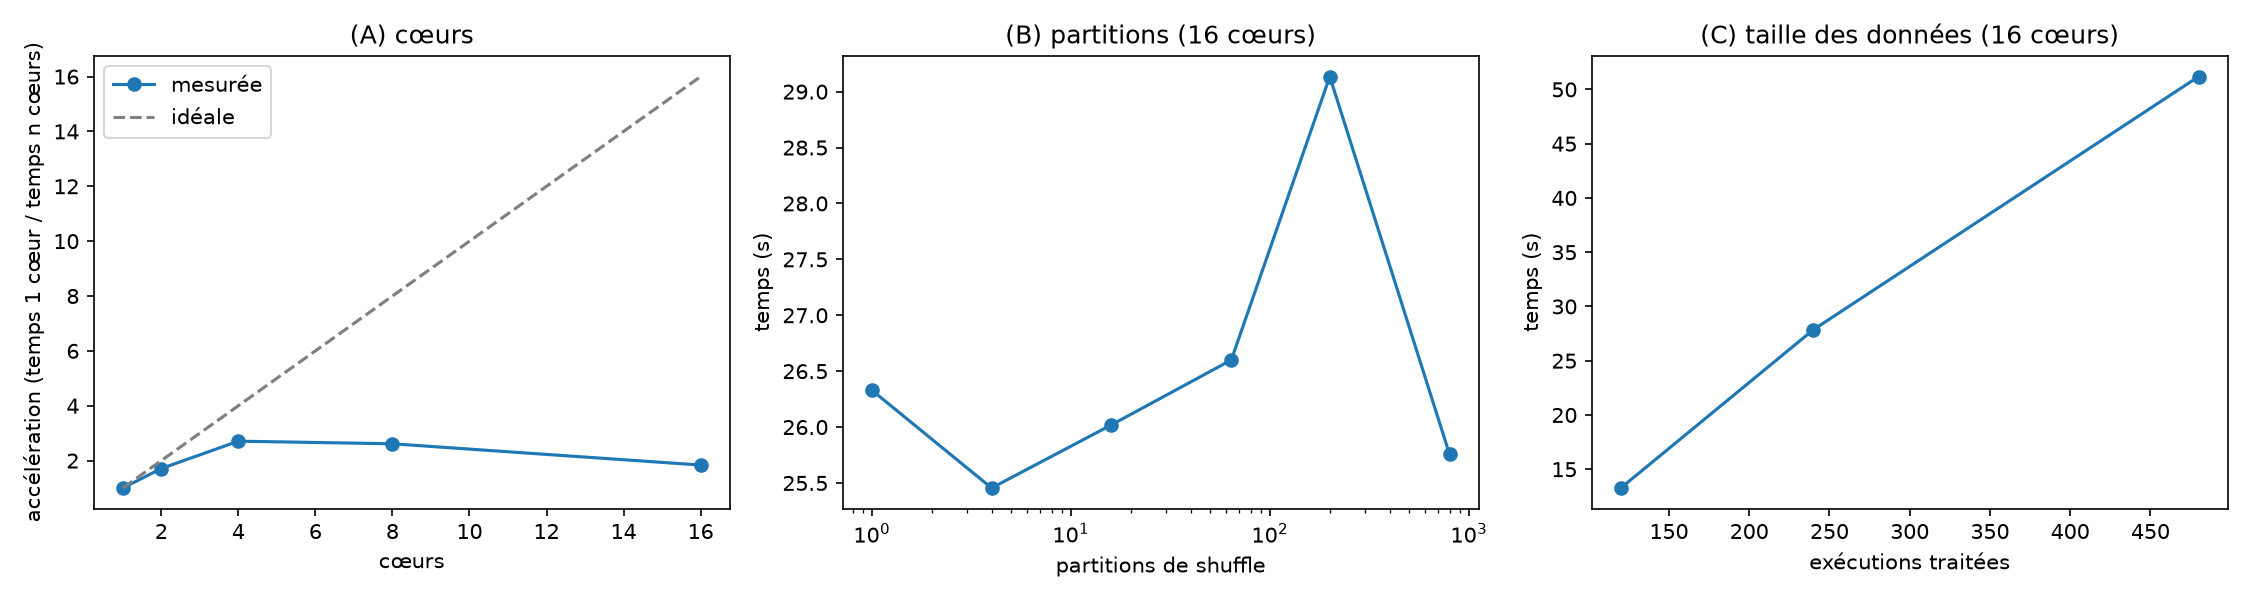 (A) cœurs
accélération (temps 1 cœur / temps n cœurs)
16
14
12
10
8
6
4
2
mesurée
idéale
2 4 6 8 10 12 14 16
cœurs
(B) partitions (16 cœurs)
temps (s)
29.0
28.5
28.0
27.5
27.0
26.5
26.0
25.5
10⁰ 10¹ 10² 10³
partitions de shuffle
(C) taille des données (16 cœurs)
temps (s)
50
45
40
35
30
25
20
15
150 200 250 300 350 400 450
exécutions traitées